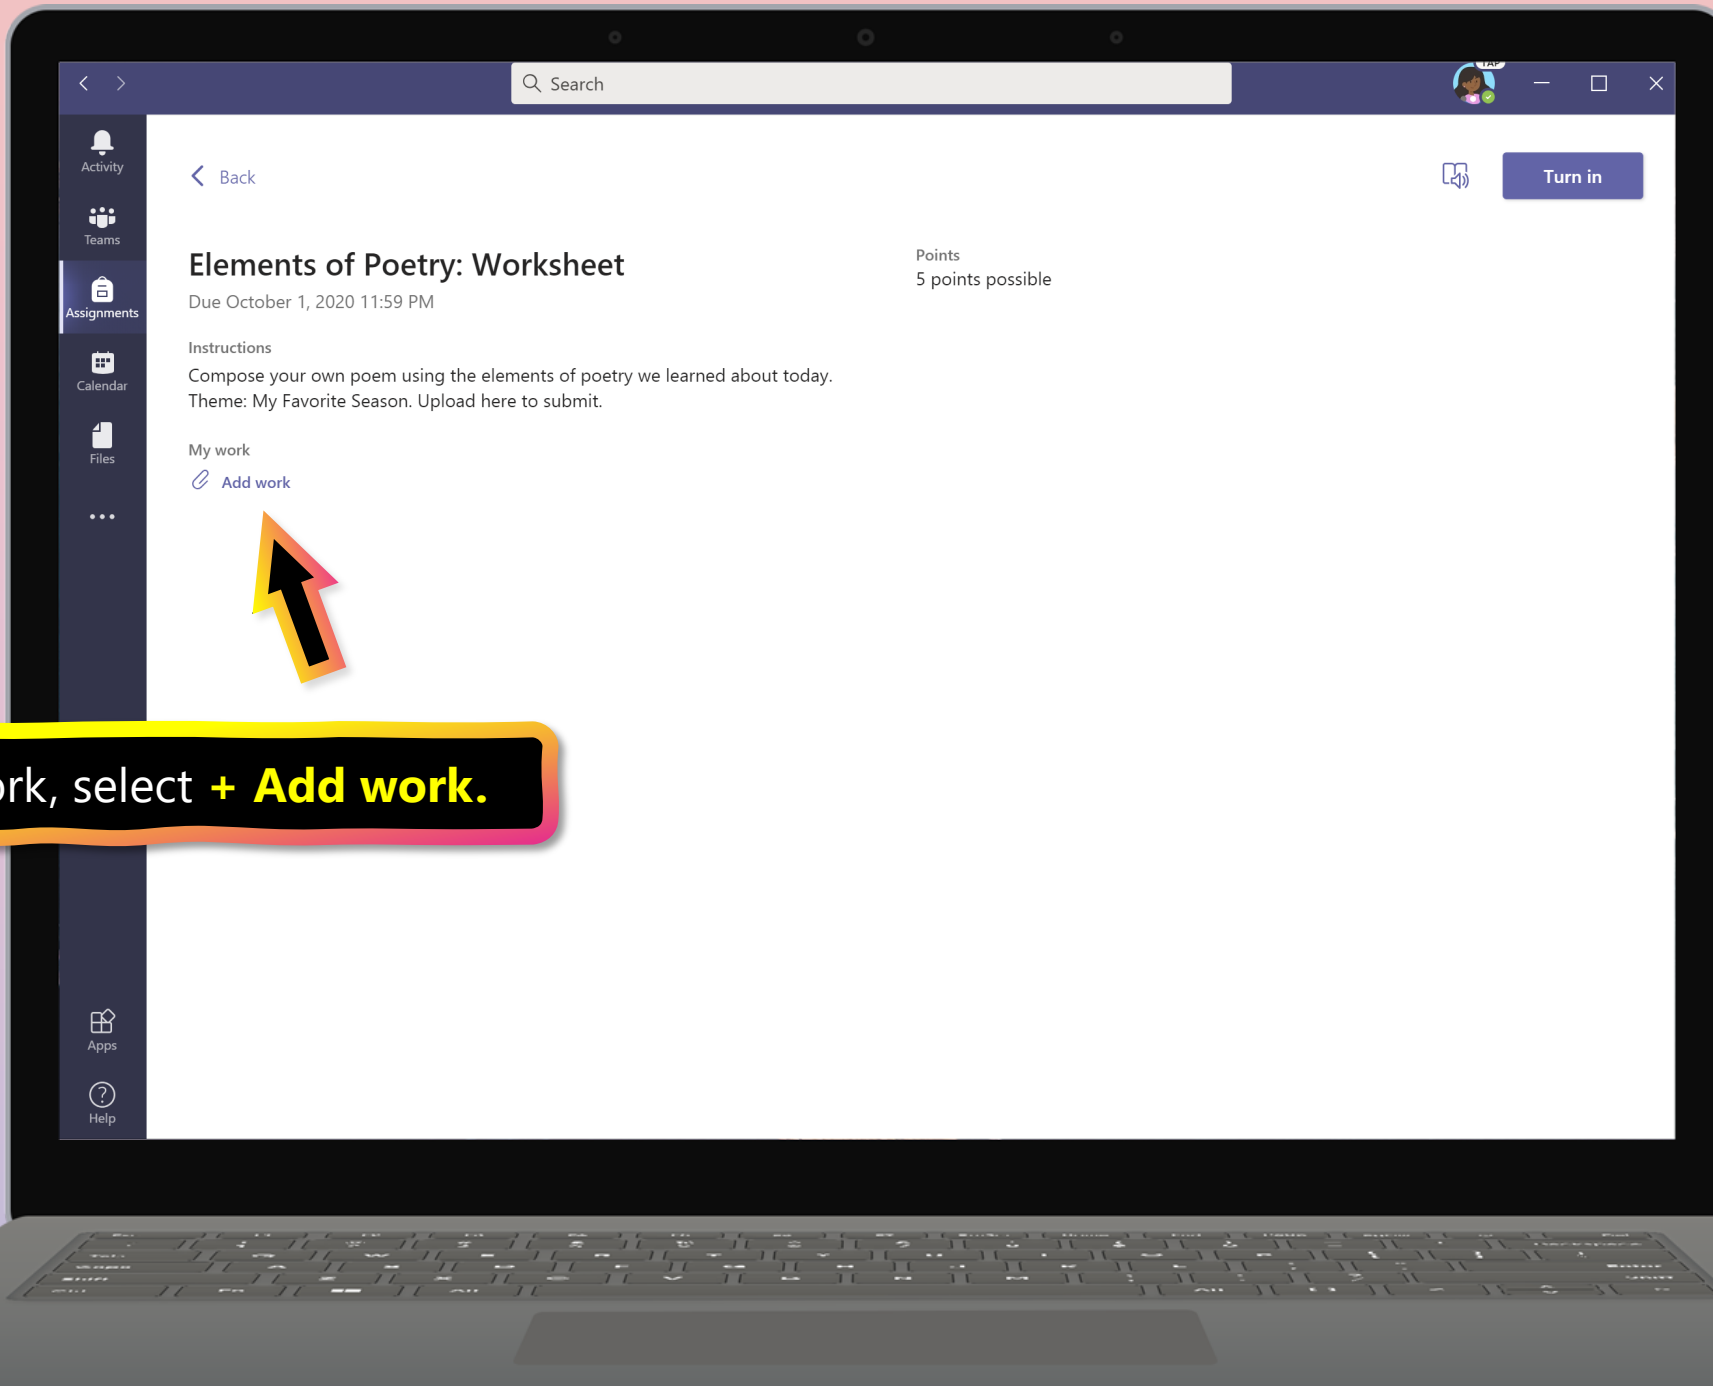 Search
TAP
Activity
Back
Turn in
Teams
Elements of Poetry: Worksheet
Points
5 points possible
Due October 1, 2020 11:59 PM
Assignments
Instructions
Compose your own poem using the elements of poetry we learned about today.
Theme: My Favorite Season. Upload here to submit.
Calendar
Files
My work
Add work
rk, select + Add work.
Apps
Help